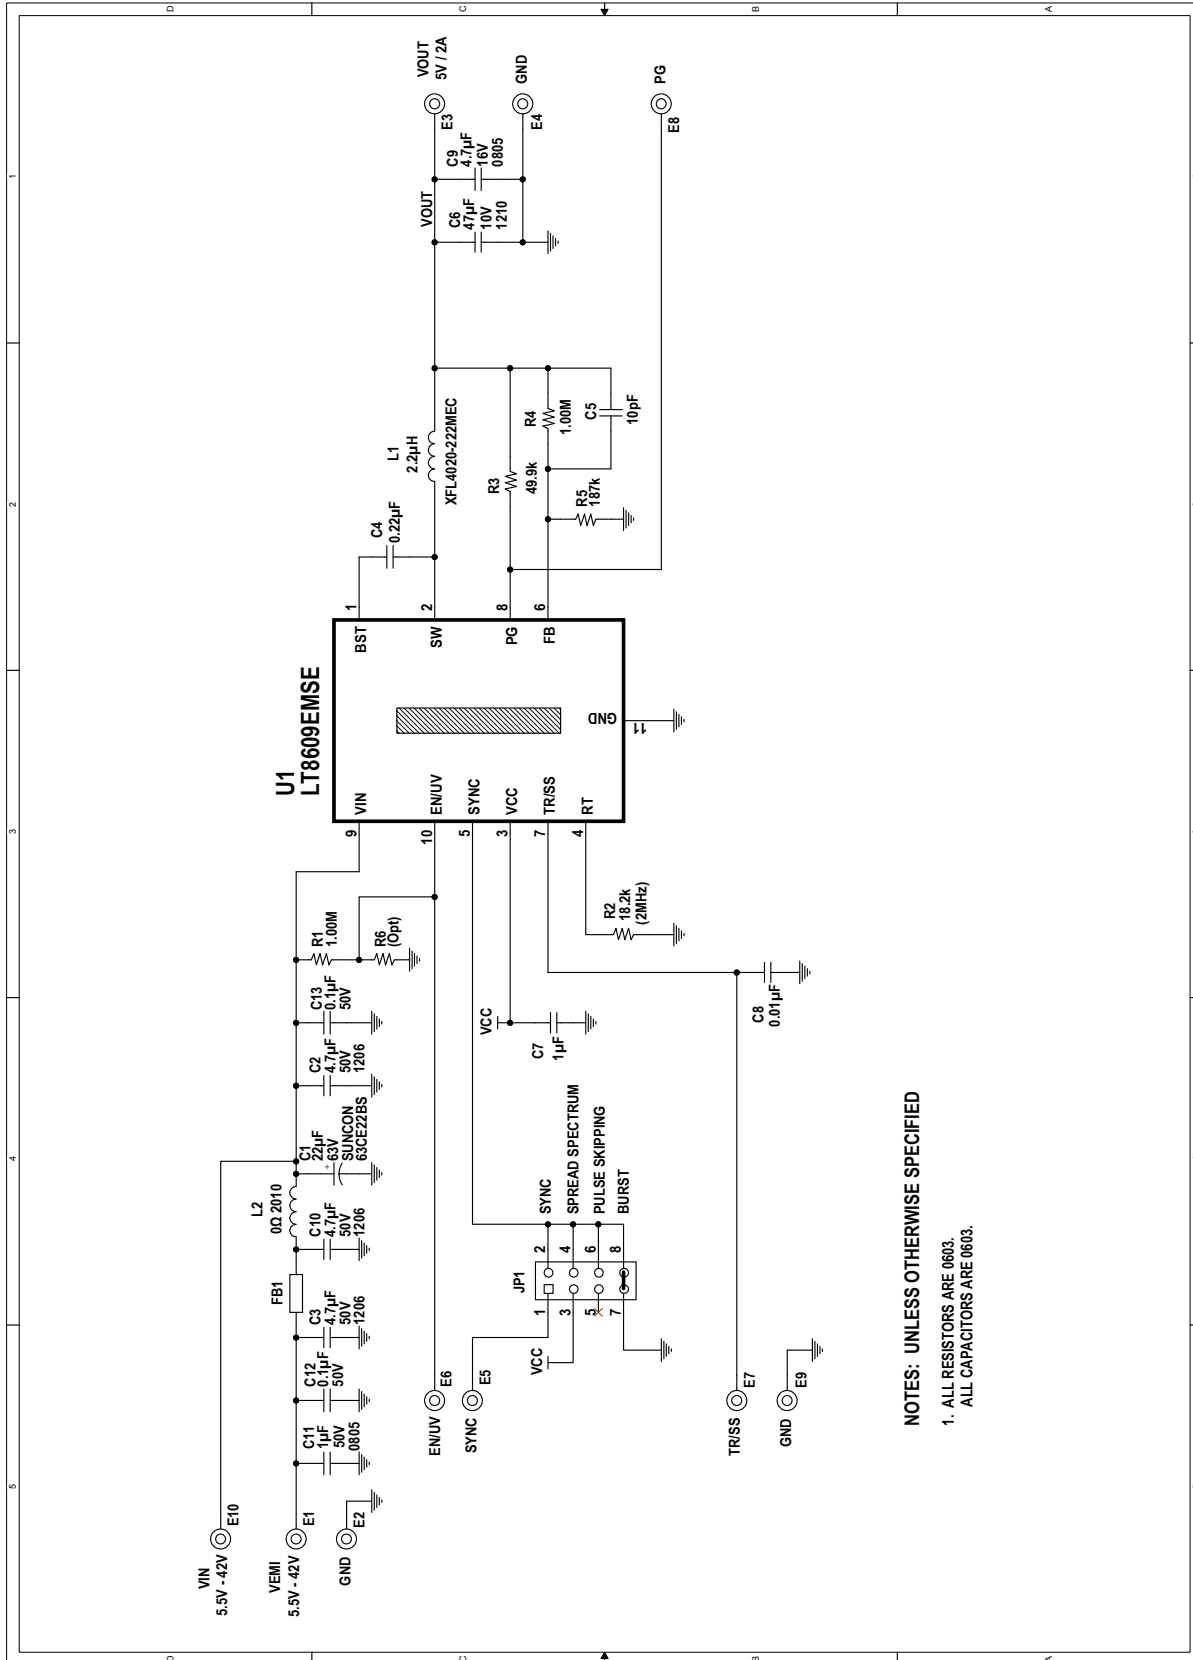 5
4
3
2
1
D
C
B
A
VIN
5.5V - 42V
E10
VEMI
5.5V - 42V
E1
GND
E2
C11
1µF
50V
0805
C12
0.1µF
50V
C3
4.7µF
50V
1206
FB1
C10
4.7µF
50V
1206
L2
0Ω 2010
C1
22µF
+
63V
SUNCON
63CE22BS
C2
4.7µF
50V
1206
C13
0.1µF
50V
R1
1.00M
R6
(Opt)
U1
LT8609EMSE
9
VIN
10
EN/UV
5
SYNC
3
VCC
7
TR/SS
4
RT
BST
1
SW
2
PG
8
FB
6
GND
11
C4
0.22µF
L1
2.2µH
XFL4020-222MEC
R3
49.9k
R4
1.00M
C5
10pF
R5
187k
VOUT
C6
47µF
10V
1210
C9
4.7µF
16V
0805
VOUT
5V / 2A
E3
GND
E4
PG
E8
EN/UV
E6
SYNC
E5
VCC
JP1
1
2
SYNC
3
4
SPREAD SPECTRUM
5
6
PULSE SKIPPING
7
8
BURST
VCC
C7
1µF
R2
18.2k
(2MHz)
C8
0.01µF
TR/SS
E7
GND
E9
NOTES: UNLESS OTHERWISE SPECIFIED
1. ALL RESISTORS ARE 0603.
ALL CAPACITORS ARE 0603.
D
C
B
A